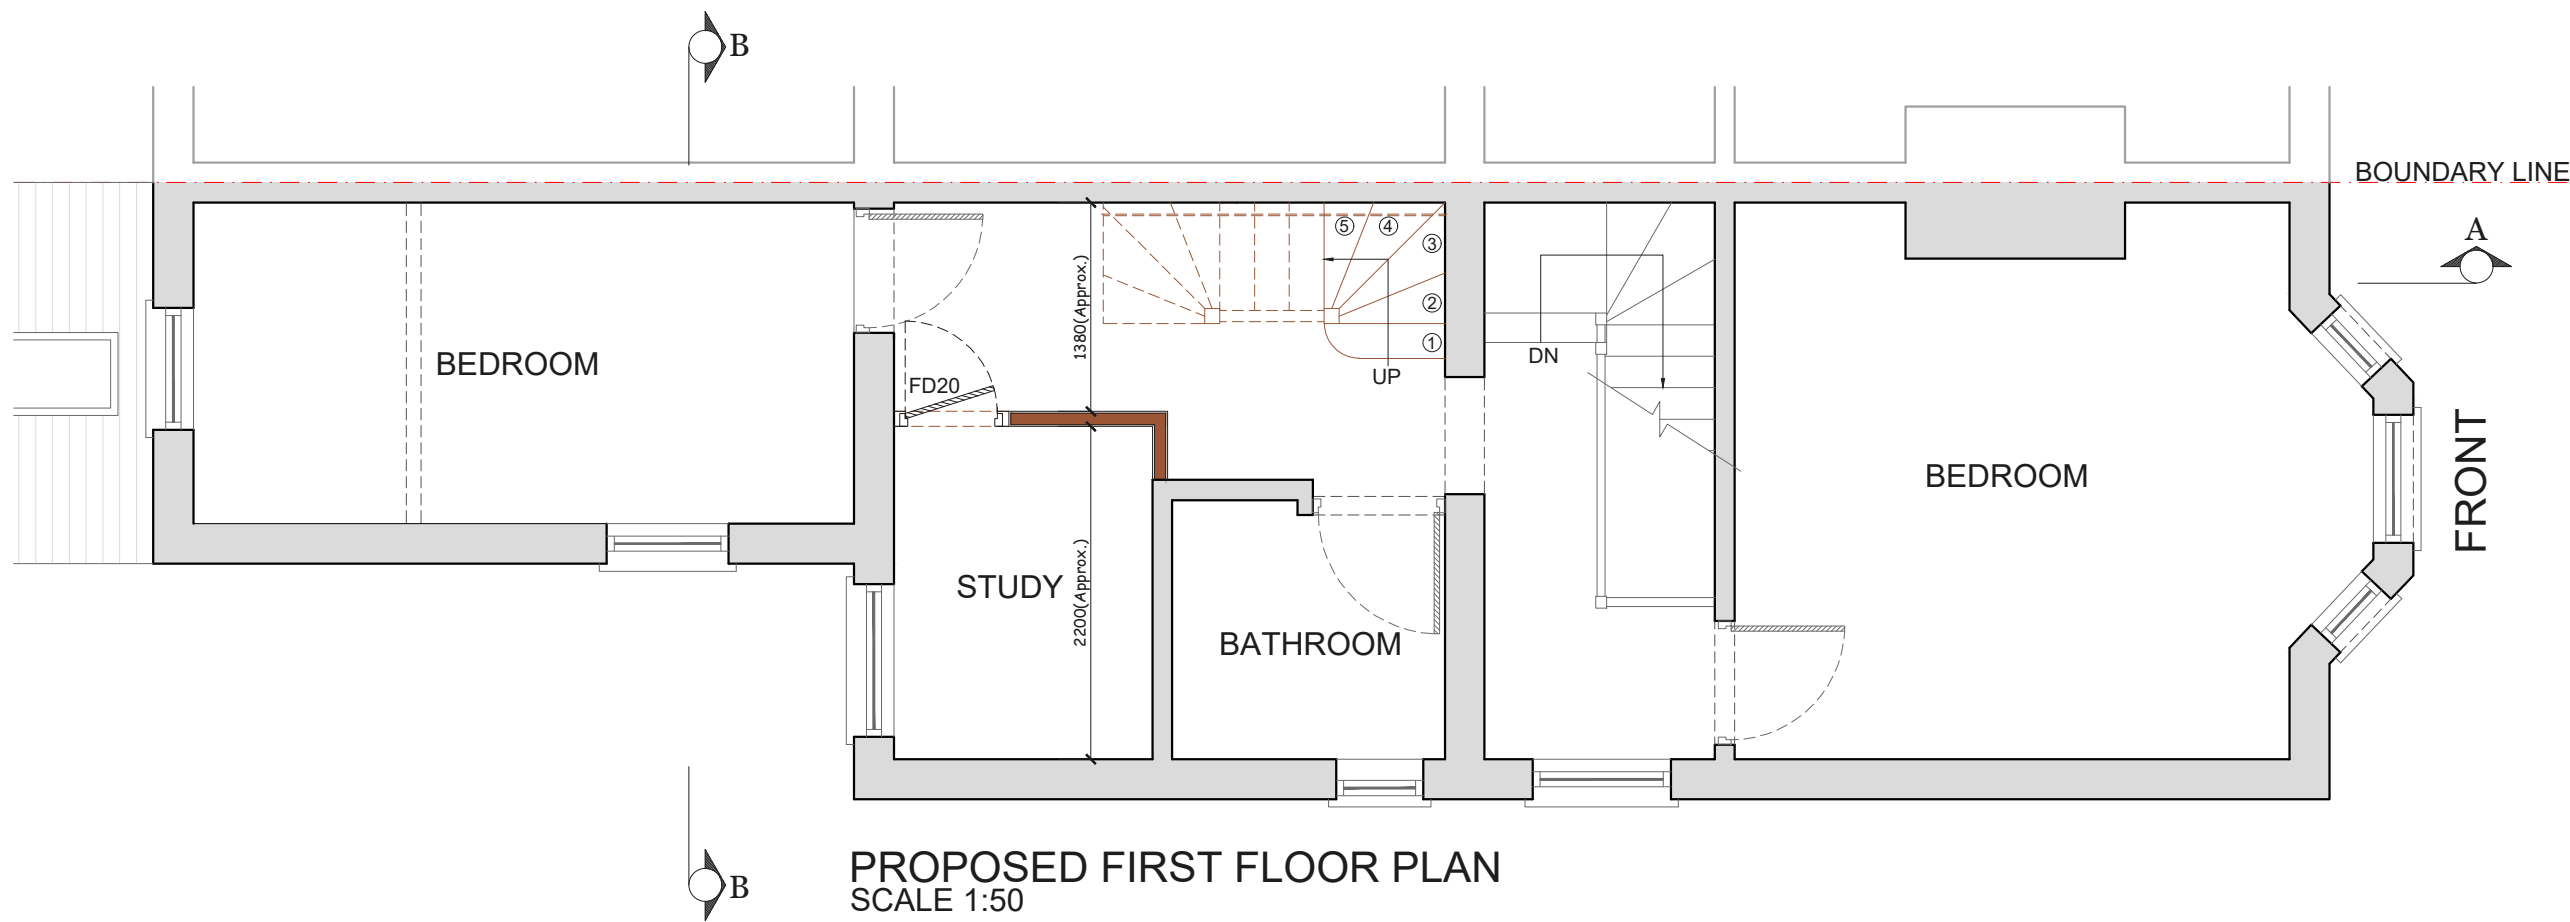 B
BOUNDARY LINE
A
5
4
3
2
1
1380(Approx.)
BEDROOM
FD20
UP
DN
BEDROOM
FRONT
STUDY
2200(Approx.)
BATHROOM
B
PROPOSED FIRST FLOOR PLAN
SCALE 1:50